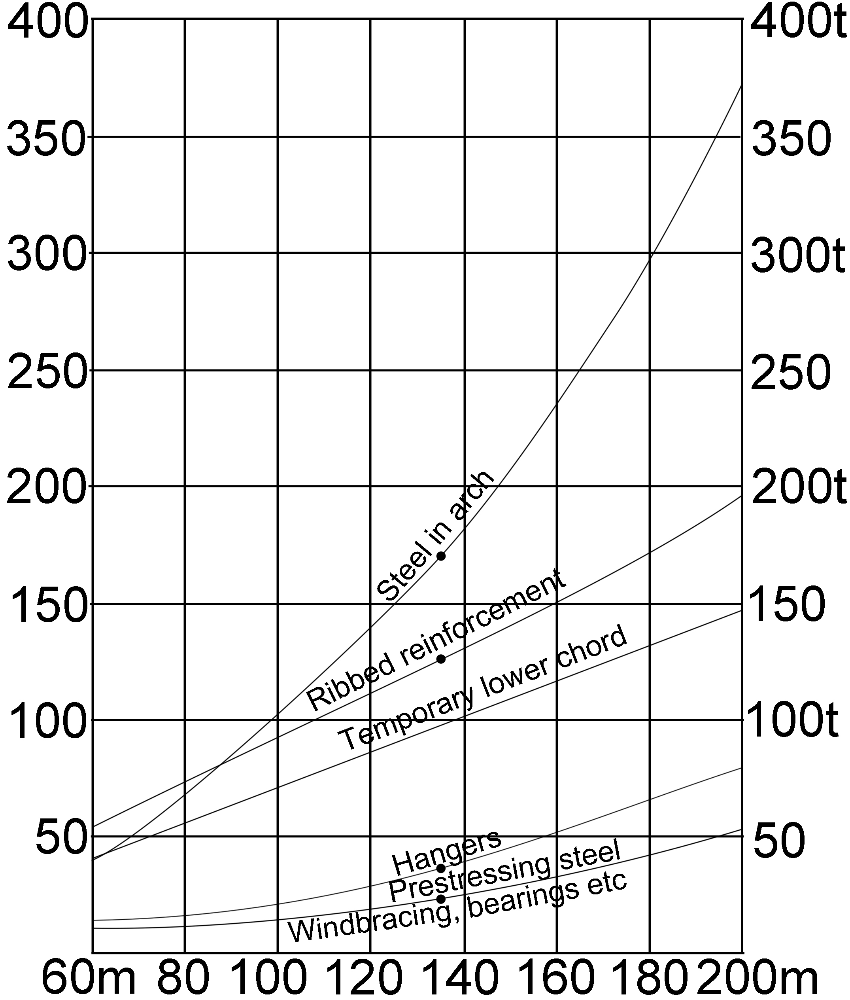 400 400t
350 350
300 300t
250 250
200 200t
Steel in arch
150 150
Ribbed reinforcement
Temporary lower chord
100 100t
50 50
Hangers
Prestressing steel
Windbracing, bearings etc
60m 80 100 120 140 160 180 200m